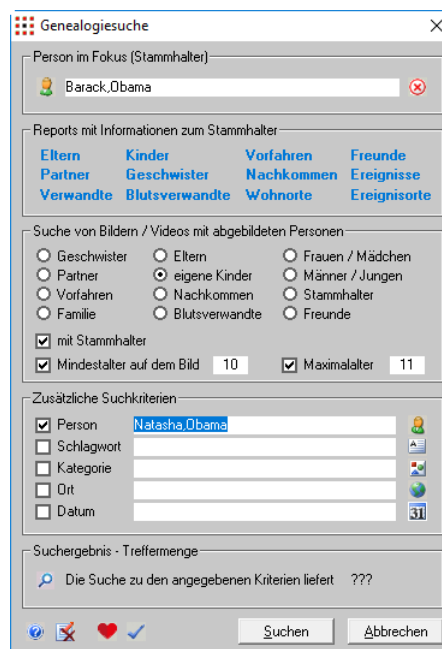 Genealogiesuche
Person im Fokus (Stammhalter)
Barack,Obama
Reports mit Informationen zum Stammhalter
Eltern Kinder Vorfahren Freunde
Partner Geschwister Nachkommen Ereignisse
Verwandte Blutsverwandte Wohnorte Ereignisorte
Suche von Bildern / Videos mit abgebildeten Personen
Geschwister Eltern Frauen / Mädchen
Partner eigene Kinder Männer / Jungen
Vorfahren Nachkommen Stammhalter
Familie Blutsverwandte Freunde
mit Stammhalter
Mindestalter auf dem Bild 10 Maximalalter 11
Zusätzliche Suchkriterien
Person Natasha,Obama
Schlagwort
Kategorie
Ort
Datum 31
Suchergebnis - Treffermenge
Die Suche zu den angegebenen Kriterien liefert ???
Suchen Abbrechen